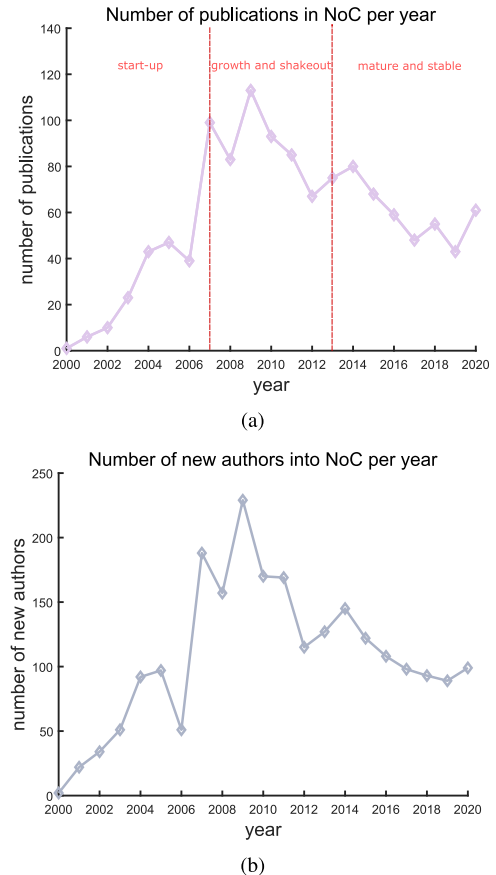 Number of publications in NoC per year
140
start-up growth and shakeout mature and stable
120
100
80
60
40
20
0
number of publications
2000 2002 2004 2006 2008 2010 2012 2014 2016 2018 2020
year
(a)
Number of new authors into NoC per year
250
200
150
100
50
0
number of new authors
2000 2002 2004 2006 2008 2010 2012 2014 2016 2018 2020
year
(b)